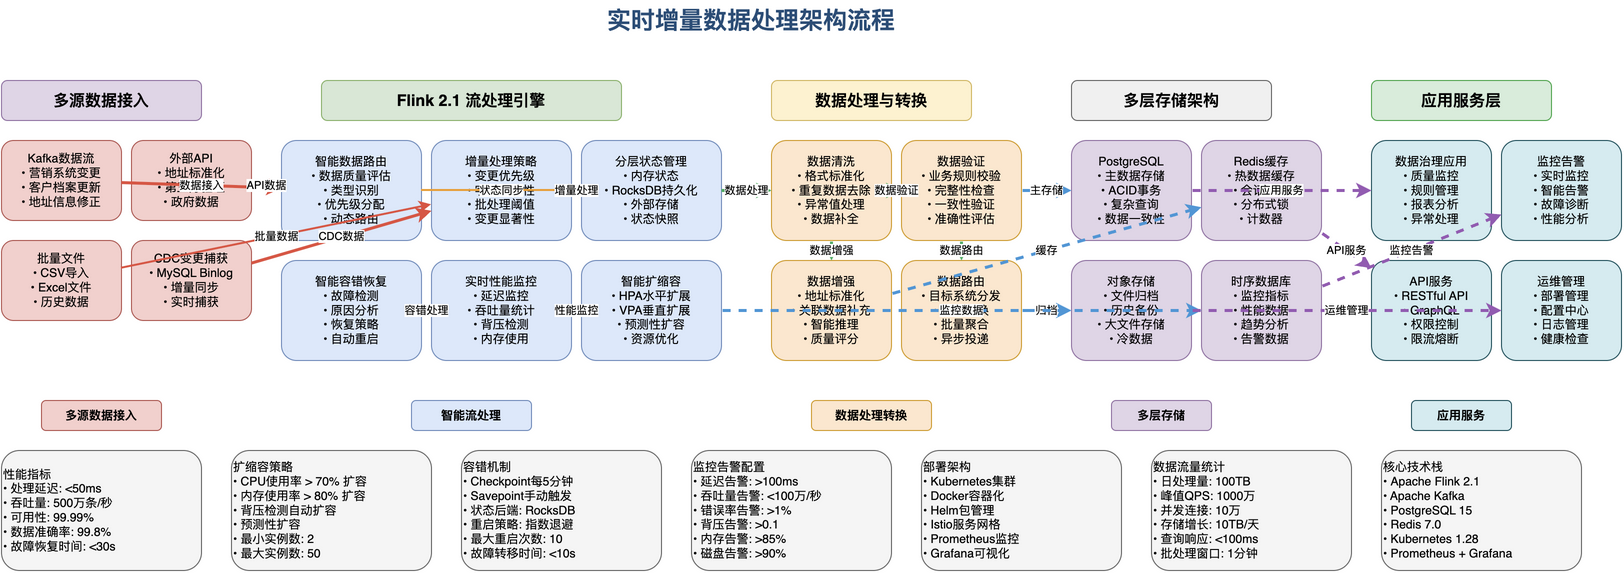 实时增量数据处理架构流程
多源数据接入
Flink 2.1 流处理引擎
数据处理与转换
多层存储架构
应用服务层
Kafka数据流
• 营销系统变更
• 客户档案更新
• 地址信息修正
外部API
• 地址标准化
数据接入
• 政府数据
API数据
批量文件
• CSV导入
• Excel文件
• 历史数据
CDC变更捕获
• MySQL Binlog
• 增量同步
• 实时捕获
批量数据
CDC数据
智能数据路由
• 数据质量评估
• 类型识别
• 优先级分配
• 动态路由
增量处理策略
• 变更优先级
状态同步性
• 批处理阈值
• 变更显著性
增量处理
分层状态管理
• 内存状态
• RocksDB持久化
• 外部存储
• 状态快照
智能容错恢复
• 故障检测
• 原因分析
• 恢复策略
• 自动重启
容错处理
实时性能监控
• 延迟监控
• 吞吐量统计
• 背压检测
• 内存使用
性能监控
智能扩缩容
• HPA水平扩展
• VPA垂直扩展
• 预测性扩容
• 资源优化
数据处理
数据清洗
• 格式标准化
• 重复数据去除
• 异常值处理
• 数据补全
数据验证
数据验证
• 业务规则校验
• 完整性检查
• 一致性验证
• 准确性评估
主存储
数据增强
数据路由
缓存
数据增强
• 地址标准化
• 关联数据补充
• 智能推理
• 质量评分
数据路由
• 目标系统分发
监控数据
• 批量聚合
• 异步投递
归档
PostgreSQL
• 主数据存储
• ACID事务
• 复杂查询
• 数据一致性
Redis缓存
• 热数据缓存
应用服务
• 分布式锁
• 计数器
对象存储
• 文件归档
• 历史备份
• 大文件存储
• 冷数据
时序数据库
• 监控指标
• 性能数据
• 趋势分析
• 告警数据
API服务
监控告警
运维管理
数据治理应用
• 质量监控
• 规则管理
• 报表分析
• 异常处理
监控告警
• 实时监控
• 智能告警
• 故障诊断
• 性能分析
API服务
• RESTful API
• GraphQL
• 权限控制
• 限流熔断
运维管理
• 部署管理
• 配置中心
• 日志管理
• 健康检查
多源数据接入
智能流处理
数据处理转换
多层存储
应用服务
性能指标
• 处理延迟: <50ms
• 吞吐量: 500万条/秒
• 可用性: 99.99%
• 数据准确率: 99.8%
• 故障恢复时间: <30s
扩缩容策略
• CPU使用率 > 70% 扩容
• 内存使用率 > 80% 扩容
• 背压检测自动扩容
• 预测性扩容
• 最小实例数: 2
• 最大实例数: 50
容错机制
• Checkpoint每5分钟
• Savepoint手动触发
• 状态后端: RocksDB
• 重启策略: 指数退避
• 最大重启次数: 10
• 故障转移时间: <10s
监控告警配置
• 延迟告警: >100ms
• 吞吐量告警: <100万/秒
• 错误率告警: >1%
• 背压告警: >0.1
• 内存告警: >85%
• 磁盘告警: >90%
部署架构
• Kubernetes集群
• Docker容器化
• Helm包管理
• Istio服务网格
• Prometheus监控
• Grafana可视化
数据流量统计
• 日处理量: 100TB
• 峰值QPS: 1000万
• 并发连接: 10万
• 存储增长: 10TB/天
• 查询响应: <100ms
• 批处理窗口: 1分钟
核心技术栈
• Apache Flink 2.1
• Apache Kafka
• PostgreSQL 15
• Redis 7.0
• Kubernetes 1.28
• Prometheus + Grafana